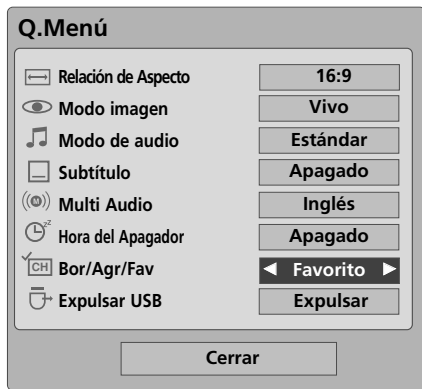 Q.Menú
Relación de Aspecto 16:9
Modo imagen Vivo
Modo de audio Estándar
Subtítulo Apagado
((M)) Multi Audio Inglés
zz Hora del Apagador Apagado
CH Bor/Agr/Fav ◀ Favorito ▶
Expulsar USB Expulsar
Cerrar